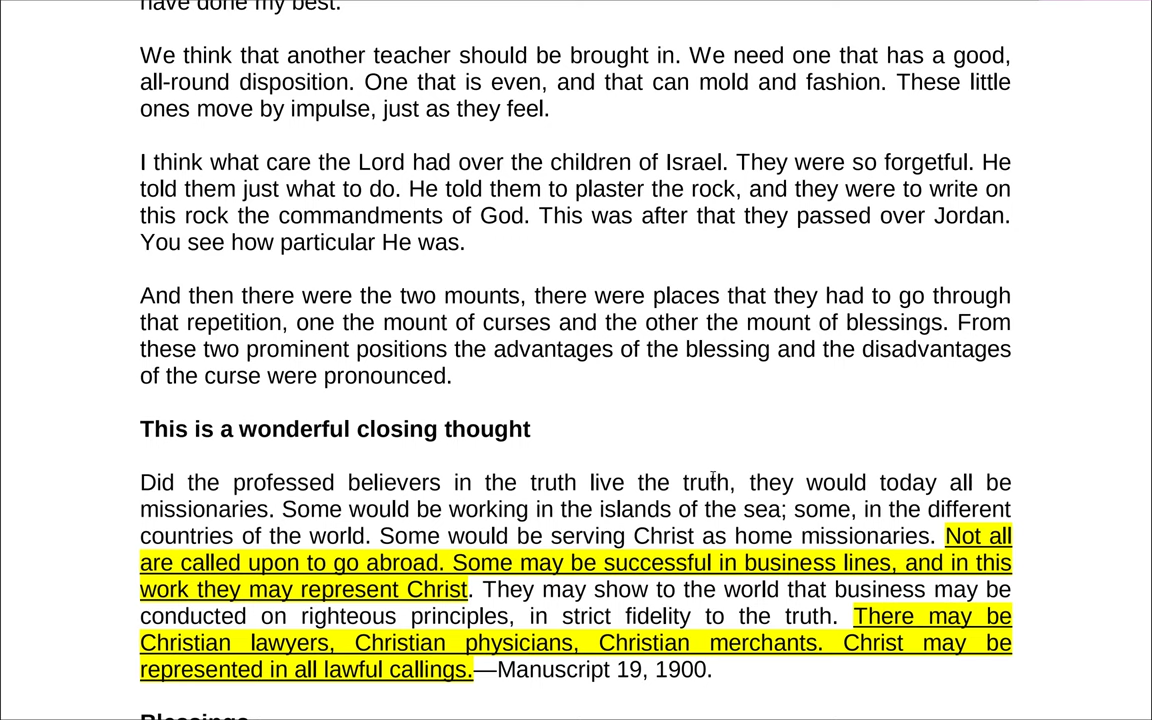 have done my best.
We think that another teacher should be brought in. We need one that has a good,
all-round disposition. One that is even, and that can mold and fashion. These little
ones move by impulse, just as they feel.
I think what care the Lord had over the children of Israel. They were so forgetful. He
told them just what to do. He told them to plaster the rock, and they were to write on
this rock the commandments of God. This was after that they passed over Jordan.
You see how particular He was.
And then there were the two mounts, there were places that they had to go through
that repetition, one the mount of curses and the other the mount of blessings. From
these two prominent positions the advantages of the blessing and the disadvantages
of the curse were pronounced.
This is a wonderful closing thought
Did the professed believers in the truth live the truth, they would today all be
missionaries. Some would be working in the islands of the sea; some, in the different
countries of the world. Some would be serving Christ as home missionaries. Not all
are called upon to go abroad. Some may be successful in business lines, and in this
work they may represent Christ. They may show to the world that business may be
conducted on righteous principles, in strict fidelity to the truth. There may be
Christian lawyers, Christian physicians, Christian merchants. Christ may be
represented in all lawful callings.—Manuscript 19, 1900.
Blessings